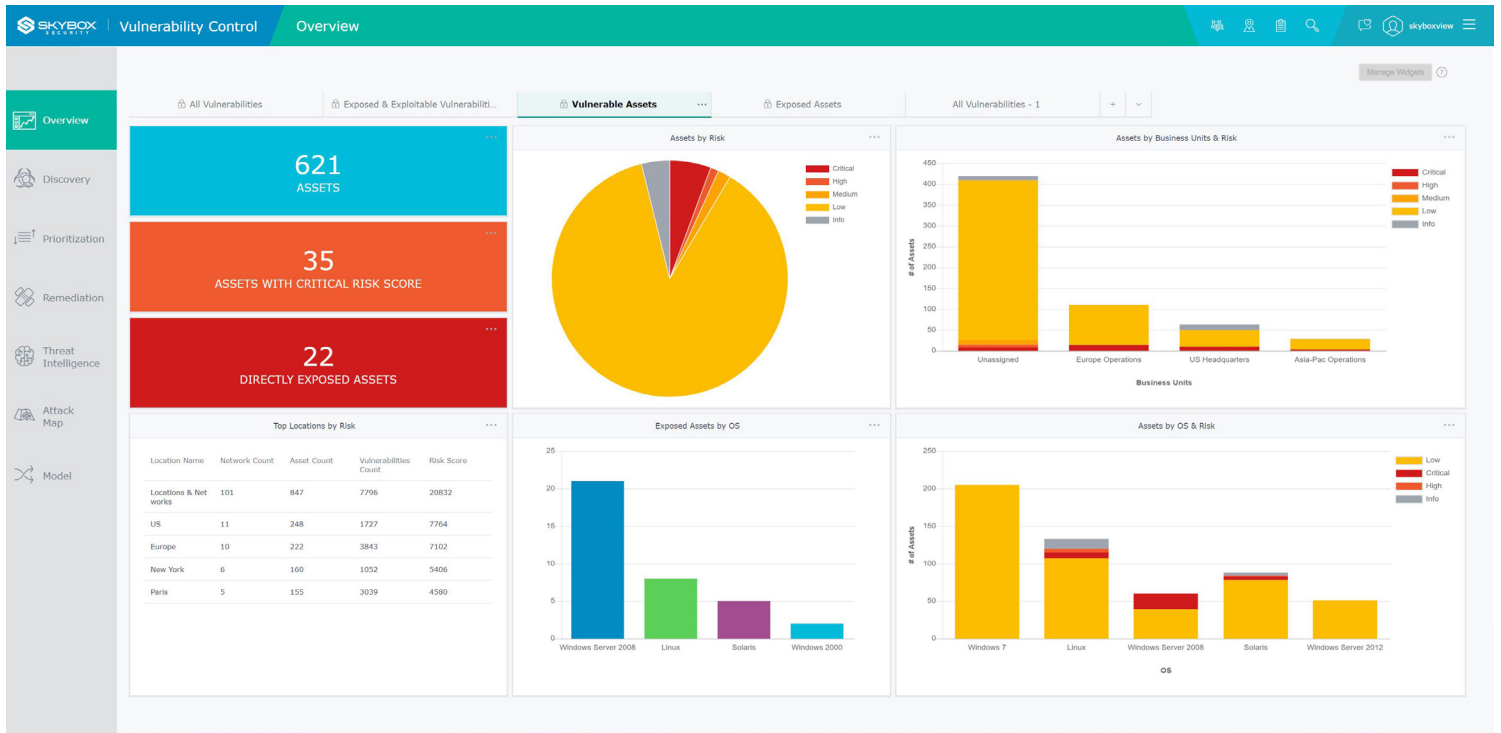 SKYBOX SECURITY
Vulnerability Control
Overview
skyboxview
Manage Widgets
?
Overview
Discovery
Prioritization
Remediation
Threat
Intelligence
Attack
Map
Model
All Vulnerabilities
Exposed & Exploitable Vulnerabiliti...
Vulnerable Assets
...
Exposed Assets
All Vulnerabilities - 1
+
621
ASSETS
35
ASSETS WITH CRITICAL RISK SCORE
22
DIRECTLY EXPOSED ASSETS
Assets by Risk
Critical
High
Medium
Low
Info
Assets by Business Units & Risk
450
400
350
300
250
200
150
100
50
0
# of Assets
Critical
High
Medium
Low
Info
Unassigned Europe Operations US Headquarters Asia-Pac Operations
Business Units
Top Locations by Risk
Location Name Network Count Asset Count Vulnerabilities Risk Score
Count
Locations & Net 101 847 7796 20832
works
US 11 248 1727 7764
Europe 10 222 3843 7102
New York 6 160 1052 5406
Paris 5 155 3039 4580
Exposed Assets by OS
25
20
15
10
5
0
Windows Server 2008 Linux Solaris Windows 2000
Assets by OS & Risk
250
200
150
100
50
0
# of Assets
Low
Critical
High
Info
Windows 7 Linux Windows Server 2008 Solaris Windows Server 2012
OS